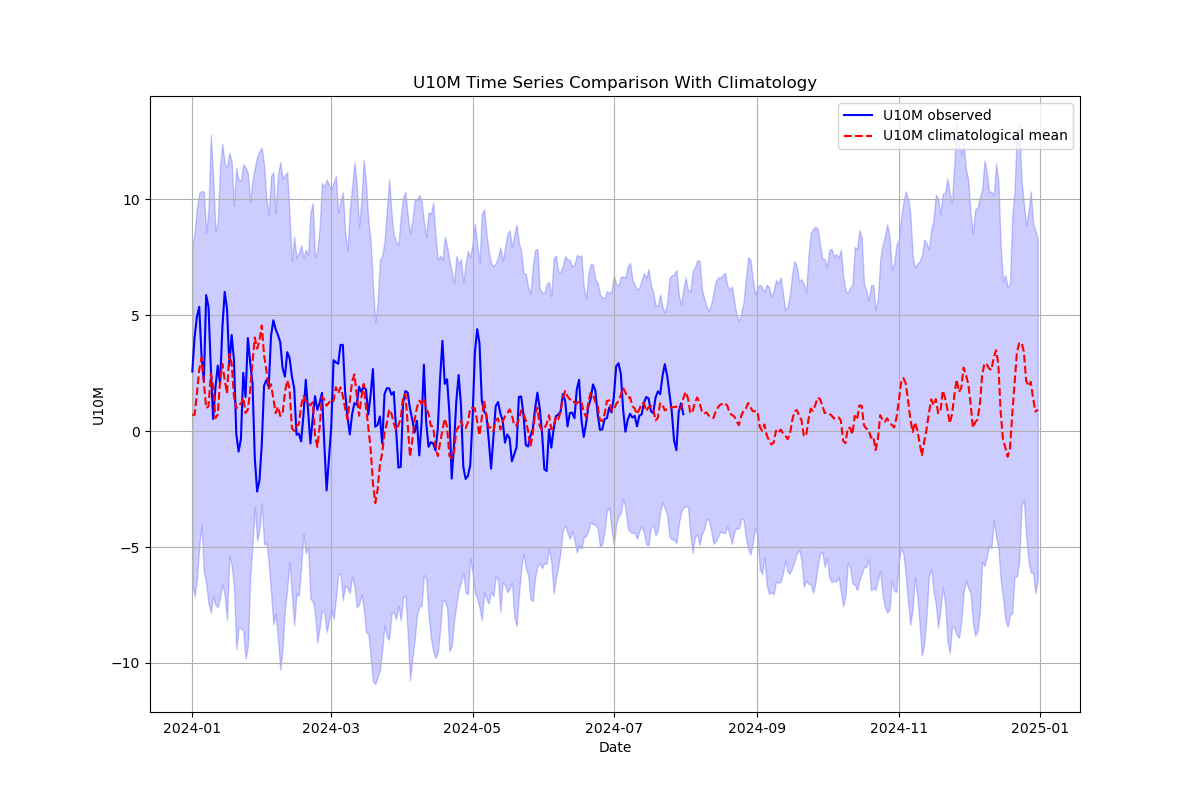 U10M Time Series Comparison With Climatology
U10M observed
U10M climatological mean
10
5
0
−5
−10
U10M
2024-01
2024-03
2024-05
2024-07
2024-09
2024-11
2025-01
Date